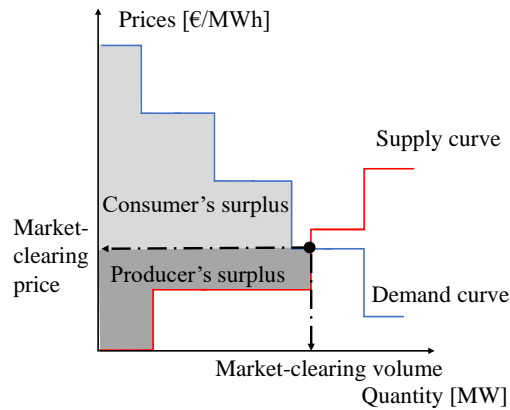 Prices [€/MWh]
Supply curve
Consumer's surplus
Market-
clearing
price
Producer's surplus
Demand curve
Market-clearing volume
Quantity [MW]